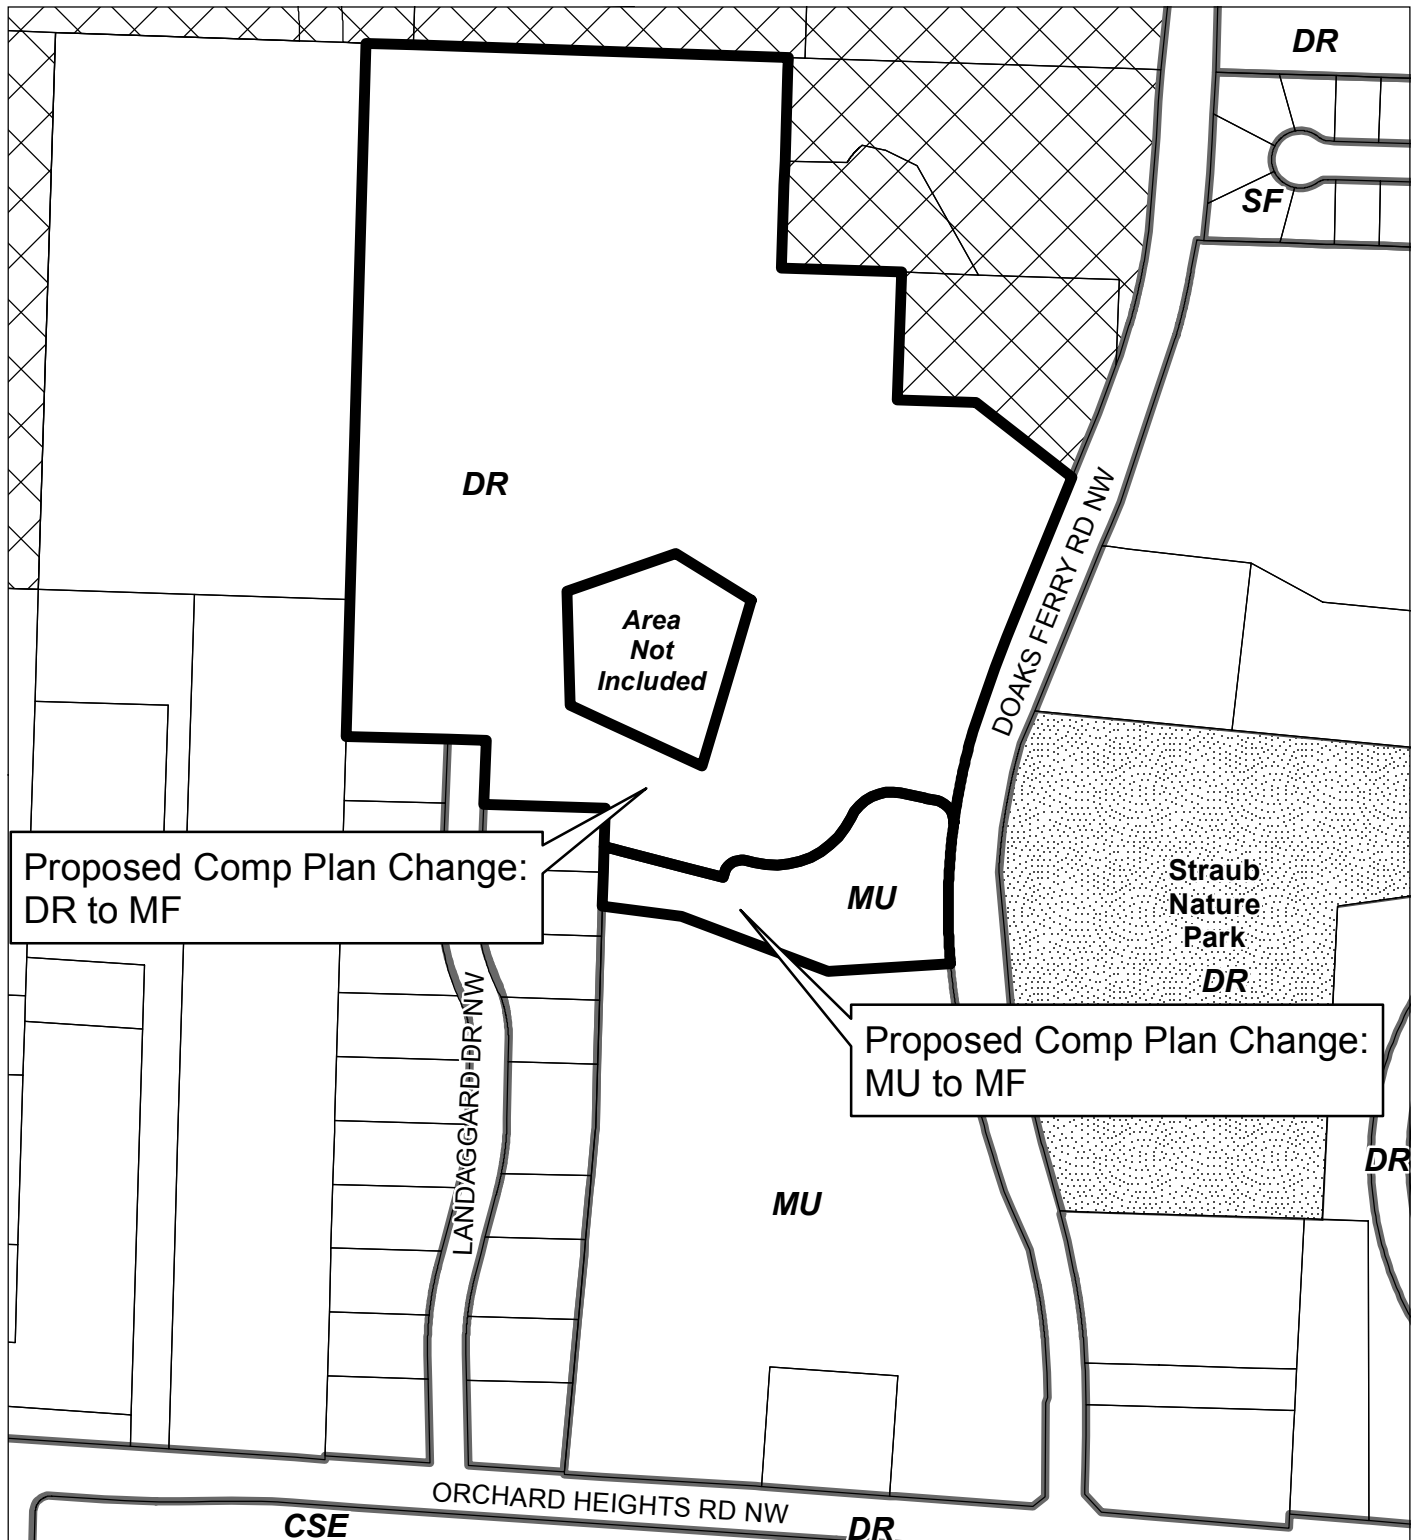 DR
SF
DR
DOAKS FERRY RD NW
Area
Not
Included
Proposed Comp Plan Change:
DR to MF
MU
Straub
Nature
Park
DR
LANDAGGARD DR NW
Proposed Comp Plan Change:
MU to MF
DR
MU
ORCHARD HEIGHTS RD NW
CSE
DR